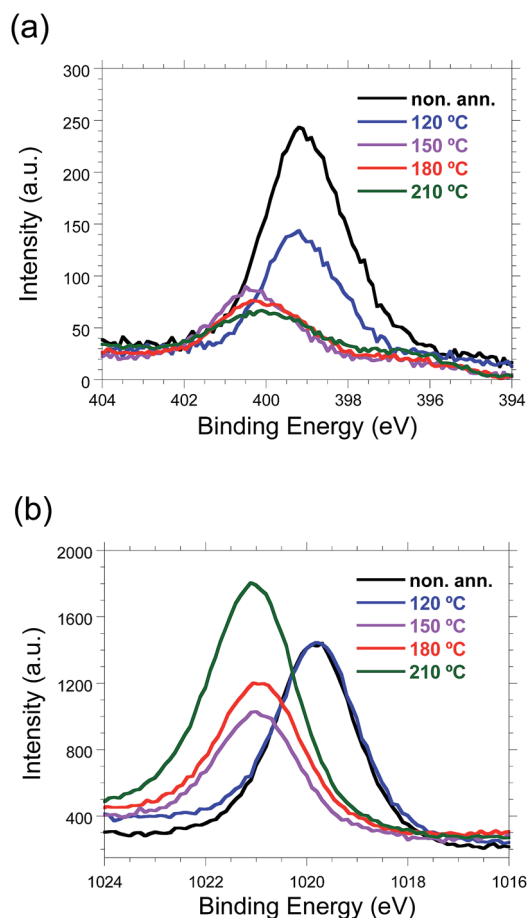 (a)
300
250
200
150
100
50
0
Intensity (a.u.)
non. ann.
120 ºC
150 ºC
180 ºC
210 ºC
404 402 400 398 396 394
Binding Energy (eV)
(b)
2000
1600
1200
800
400
Intensity (a.u.)
non. ann.
120 ºC
150 ºC
180 ºC
210 ºC
1024 1022 1020 1018 1016
Binding Energy (eV)